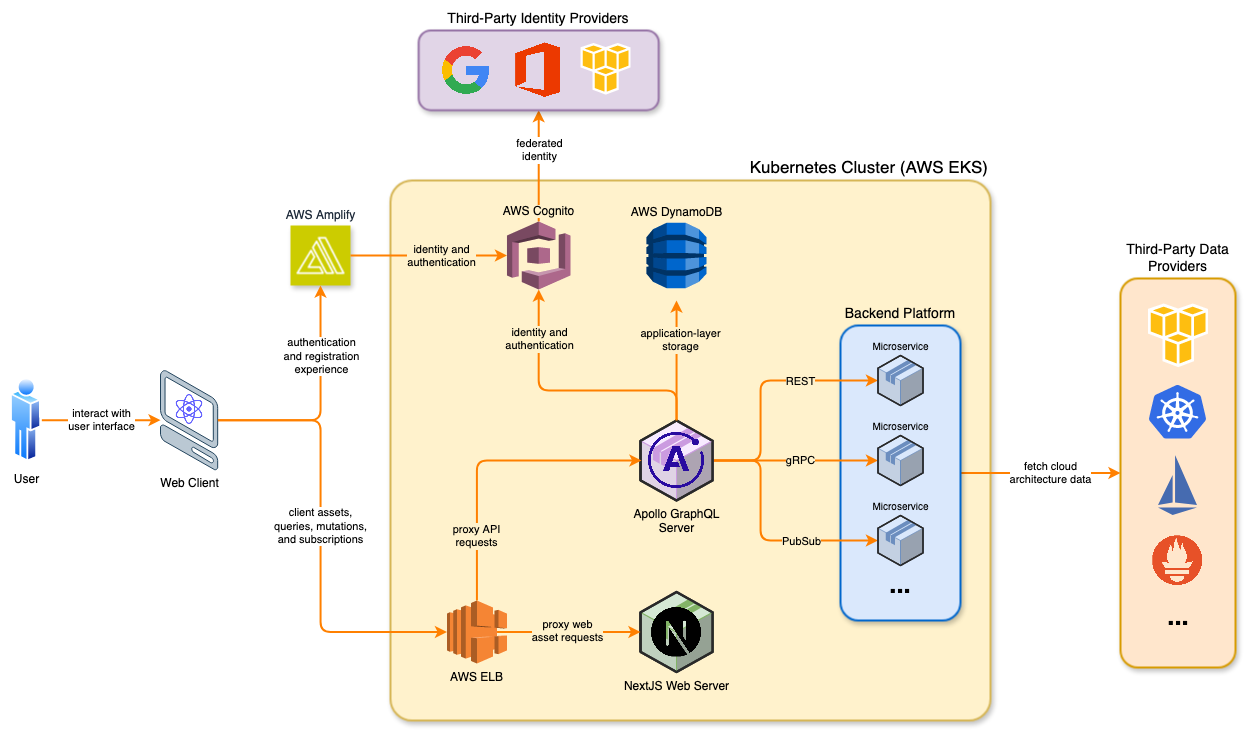 Third-Party Identity Providers
federated
identity
Kubernetes Cluster (AWS EKS)
AWS Amplify
AWS Cognito
AWS DynamoDB
identity and
authentication
Third-Party Data
Providers
authentication
and registration
experience
identity and
authentication
application-layer
storage
Backend Platform
Microservice
REST
interact with
user interface
User
Web Client
Microservice
gRPC
A
Apollo GraphQL
Server
fetch cloud
architecture data
client assets,
queries, mutations,
and subscriptions
proxy API
requests
Microservice
PubSub
...
...
proxy web
asset requests
N
AWS ELB
NextJS Web Server